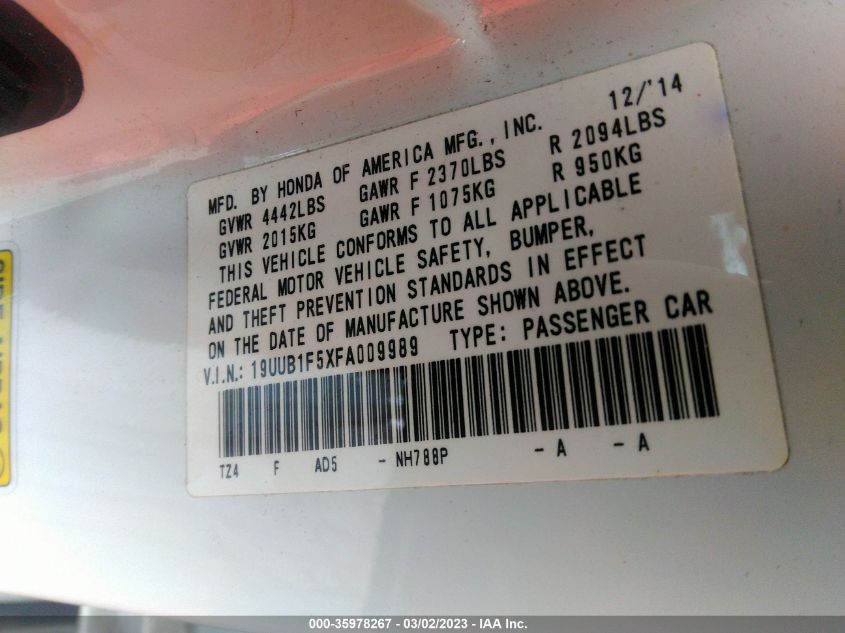 12/'14
MFD. BY HONDA OF AMERICA MFG., INC.
GVWR 4442LBS GAWR F 2370LBS R 2094LBS
GVWR 2015KG GAWR F 1075KG R 950KG
THIS VEHICLE CONFORMS TO ALL APPLICABLE
FEDERAL MOTOR VEHICLE SAFETY, BUMPER,
AND THEFT PREVENTION STANDARDS IN EFFECT
ON THE DATE OF MANUFACTURE SHOWN ABOVE.
V.I.N.: 19UUB1F5XFA009989 TYPE: PASSENGER CAR
TZ4 F AD5 - NH788P - A - A
000-35978267 - 03/02/2023 - IAA Inc.